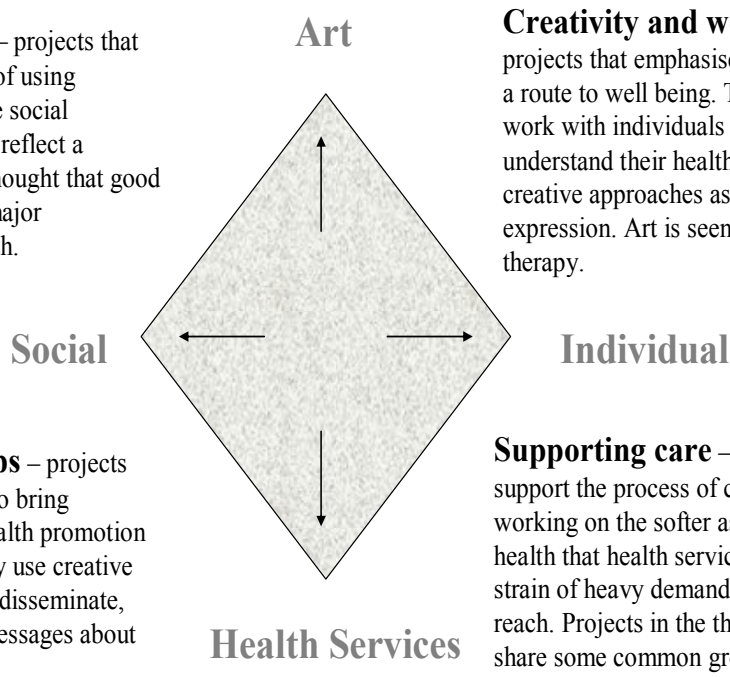 Art
– projects that
of using
social
reflect a
hought that good
major
h.
Creativity and w
projects that emphasise
a route to well being. T
work with individuals
understand their health
creative approaches as
expression. Art is seen
therapy.
Social
Individual
ps – projects
o bring
alth promotion
y use creative
disseminate,
essages about
Supporting care –
support the process of c
working on the softer as
health that health servic
strain of heavy demand
reach. Projects in the th
share some common gr
Health Services